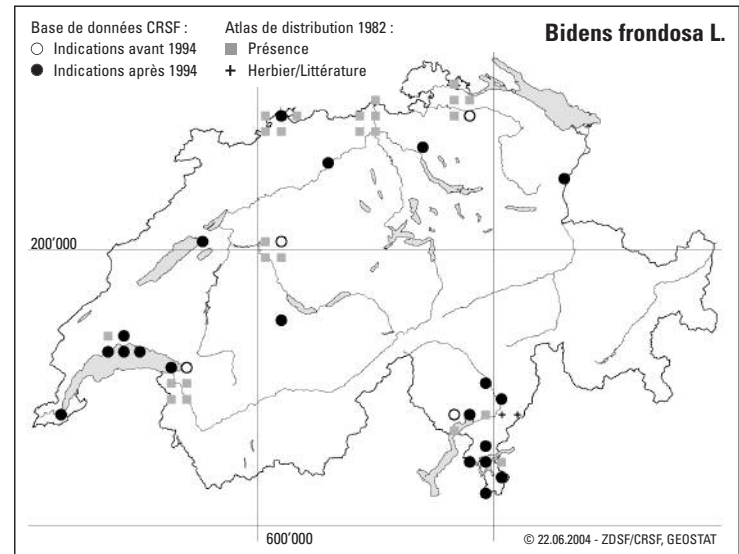 Base de données CRSF :
Indications avant 1994
Indications après 1994
Atlas de distribution 1982 :
Présence
Herbier/Littérature
Bidens frondosa L.
200'000
600'000
© 22.06.2004 - ZDSF/CRSF, GEOSTAT